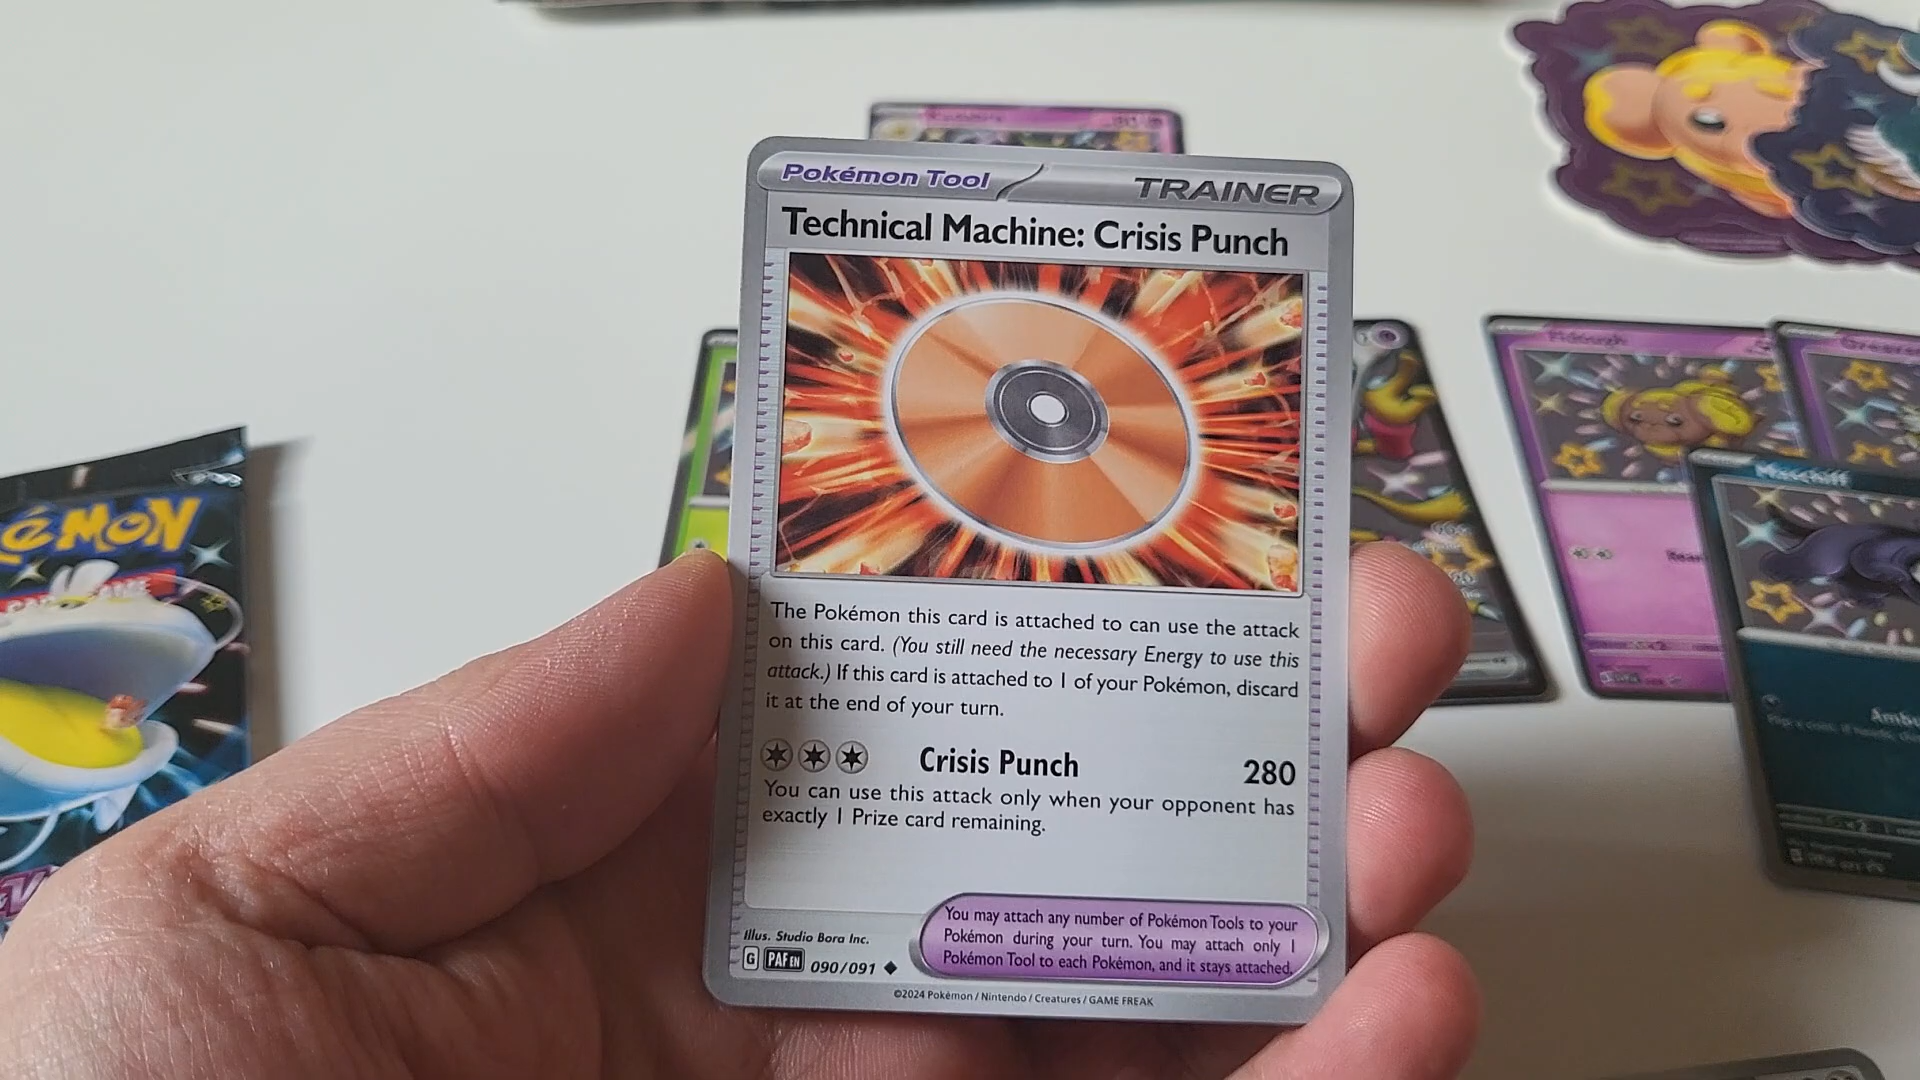 Pokémon Tool
TRAINER
Technical Machine: Crisis Punch
The Pokémon this card is attached to can use the attack
on this card. (You still need the necessary Energy to use this
attack.) If this card is attached to 1 of your Pokémon, discard
it at the end of your turn.
Crisis Punch 280
You can use this attack only when your opponent has
exactly 1 Prize card remaining.
You may attach any number of Pokémon Tools to your
Pokémon during your turn. You may attach only 1
Pokémon Tool to each Pokémon, and it stays attached.
Illus. Studio Bora Inc.
G PAF EN 090/091
©2024 Pokémon / Nintendo / Creatures / GAME FREAK
éMON
Fidough
Maschiff